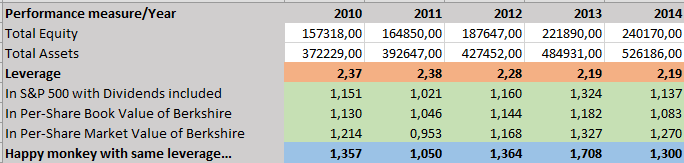 Performance measure/Year 2010 2011 2012 2013 2014
Total Equity 157318,00 164850,00 187647,00 221890,00 240170,00
Total Assets 372229,00 392647,00 427452,00 484931,00 526186,00
Leverage 2,37 2,38 2,28 2,19 2,19
In S&P 500 with Dividends included 1,151 1,021 1,160 1,324 1,137
In Per-Share Book Value of Berkshire 1,130 1,046 1,144 1,182 1,083
In Per-Share Market Value of Berkshire 1,214 0,953 1,168 1,327 1,270
Happy monkey with same leverage... 1,357 1,050 1,364 1,708 1,300